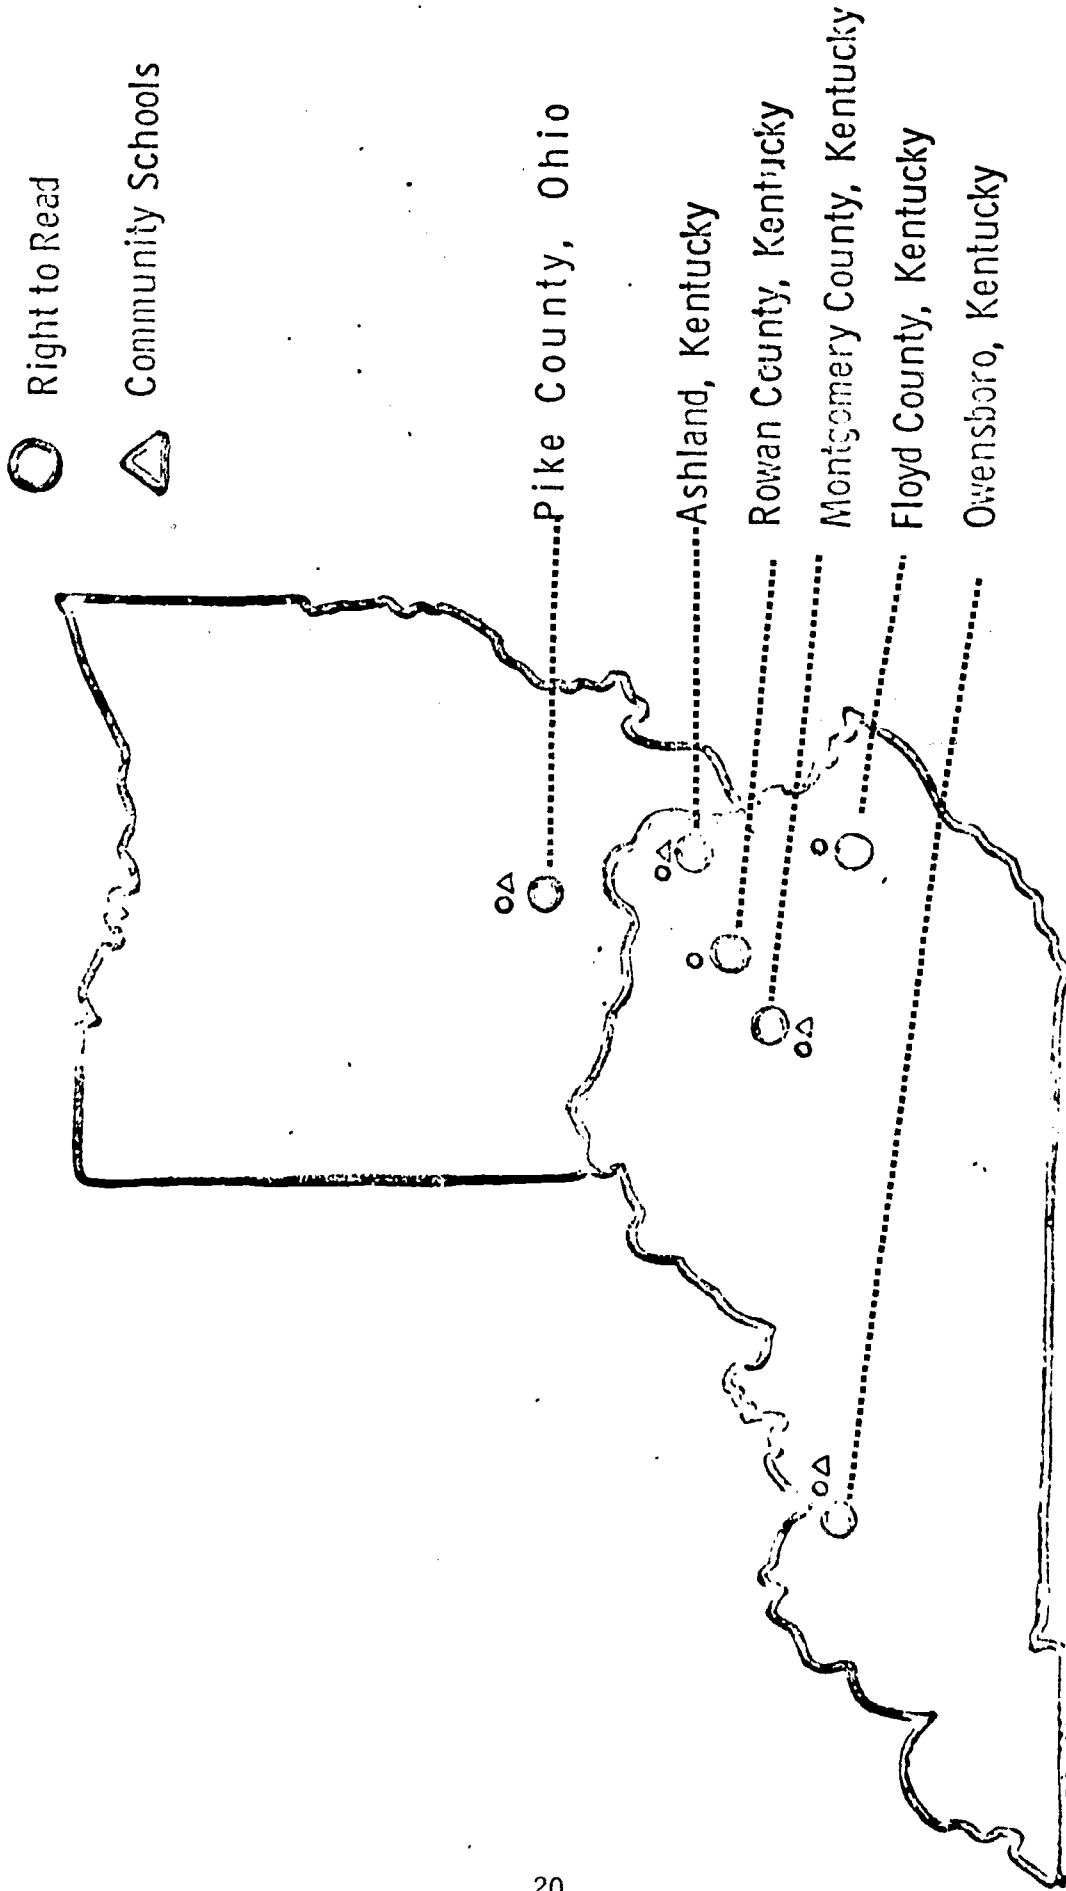 Right to Read
Community Schools
Pike County, Ohio
Ashland, Kentucky
Rowan County, Kentucky
Montgomery County, Kentucky
Floyd County, Kentucky
Owensboro, Kentucky
20